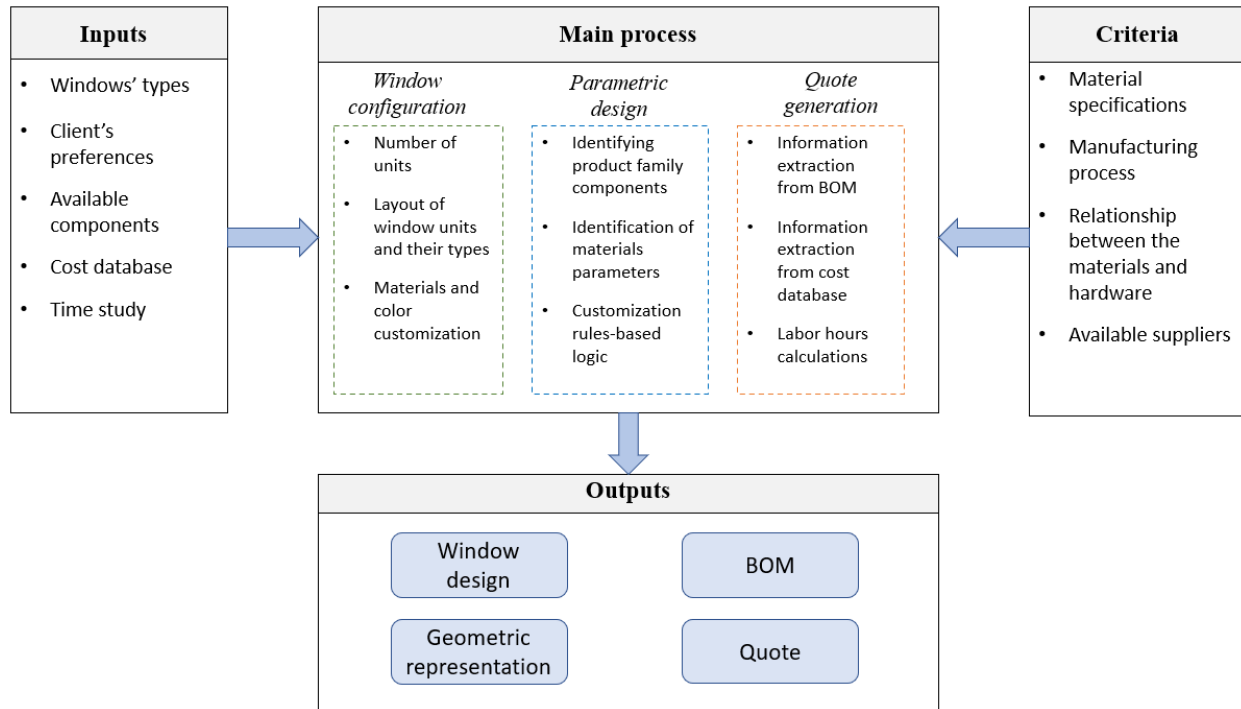 Inputs
• Windows’ types
• Client’s
preferences
• Available
components
• Cost database
• Time study
Main process
Window
configuration
• Number of
units
• Layout of
window units
and their types
• Materials and
color
customization
Parametric
design
• Identifying
product family
components
• Identification of
materials
parameters
• Customization
rules-based
logic
Quote
generation
• Information
extraction
from BOM
• Information
extraction
from cost
database
• Labor hours
calculations
Criteria
• Material
specifications
• Manufacturing
process
• Relationship
between the
materials and
hardware
• Available suppliers
Outputs
Window
design
BOM
Geometric
representation
Quote